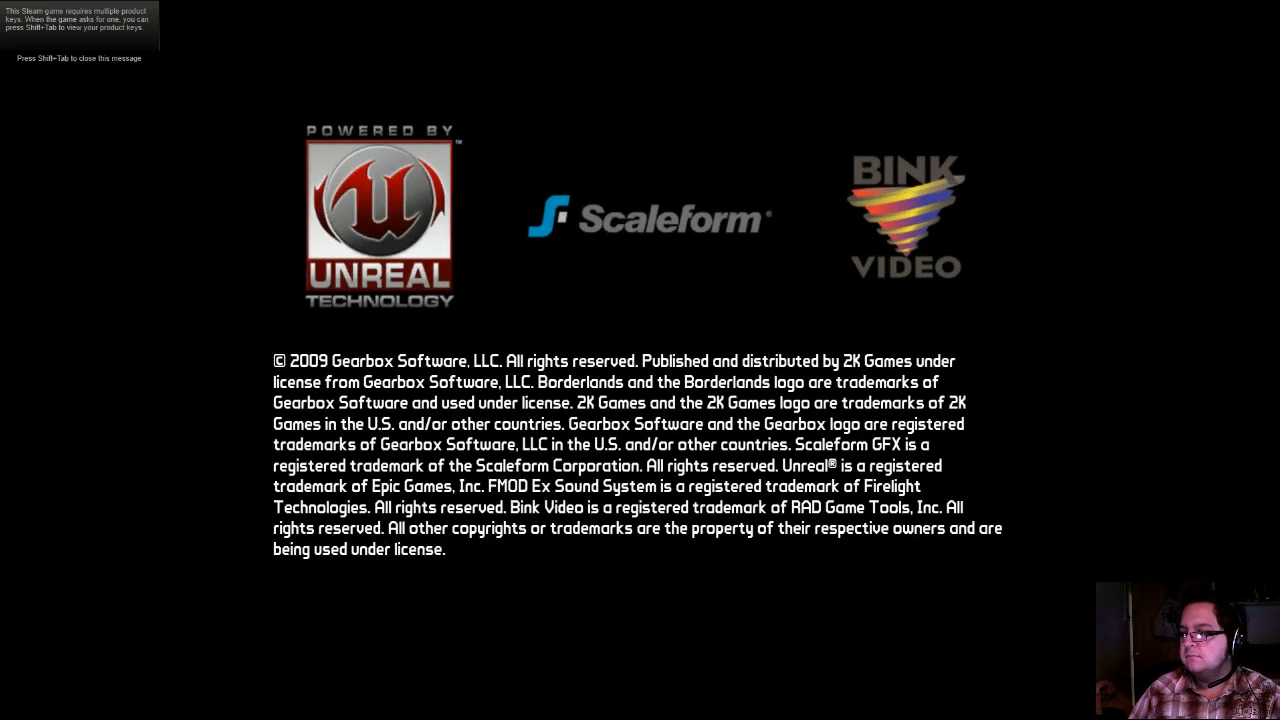 This Steam game requires multiple product
keys. When the game asks for one, you can
press Shift+Tab to view your product keys.
Press Shift+Tab to close this message
POWERED BY
UNREAL
TECHNOLOGY
™
Scaleform®
BINK
VIDEO
© 2009 Gearbox Software, LLC. All rights reserved. Published and distributed by 2K Games under
license from Gearbox Software, LLC. Borderlands and the Borderlands logo are trademarks of
Gearbox Software and used under license. 2K Games and the 2K Games logo are trademarks of 2K
Games in the U.S. and/or other countries. Gearbox Software and the Gearbox logo are registered
trademarks of Gearbox Software, LLC in the U.S. and/or other countries. Scaleform GFX is a
registered trademark of the Scaleform Corporation. All rights reserved. Unreal® is a registered
trademark of Epic Games, Inc. FMOD Ex Sound System is a registered trademark of Firelight
Technologies. All rights reserved. Bink Video is a registered trademark of RAD Game Tools, Inc. All
rights reserved. All other copyrights or trademarks are the property of their respective owners and are
being used under license.